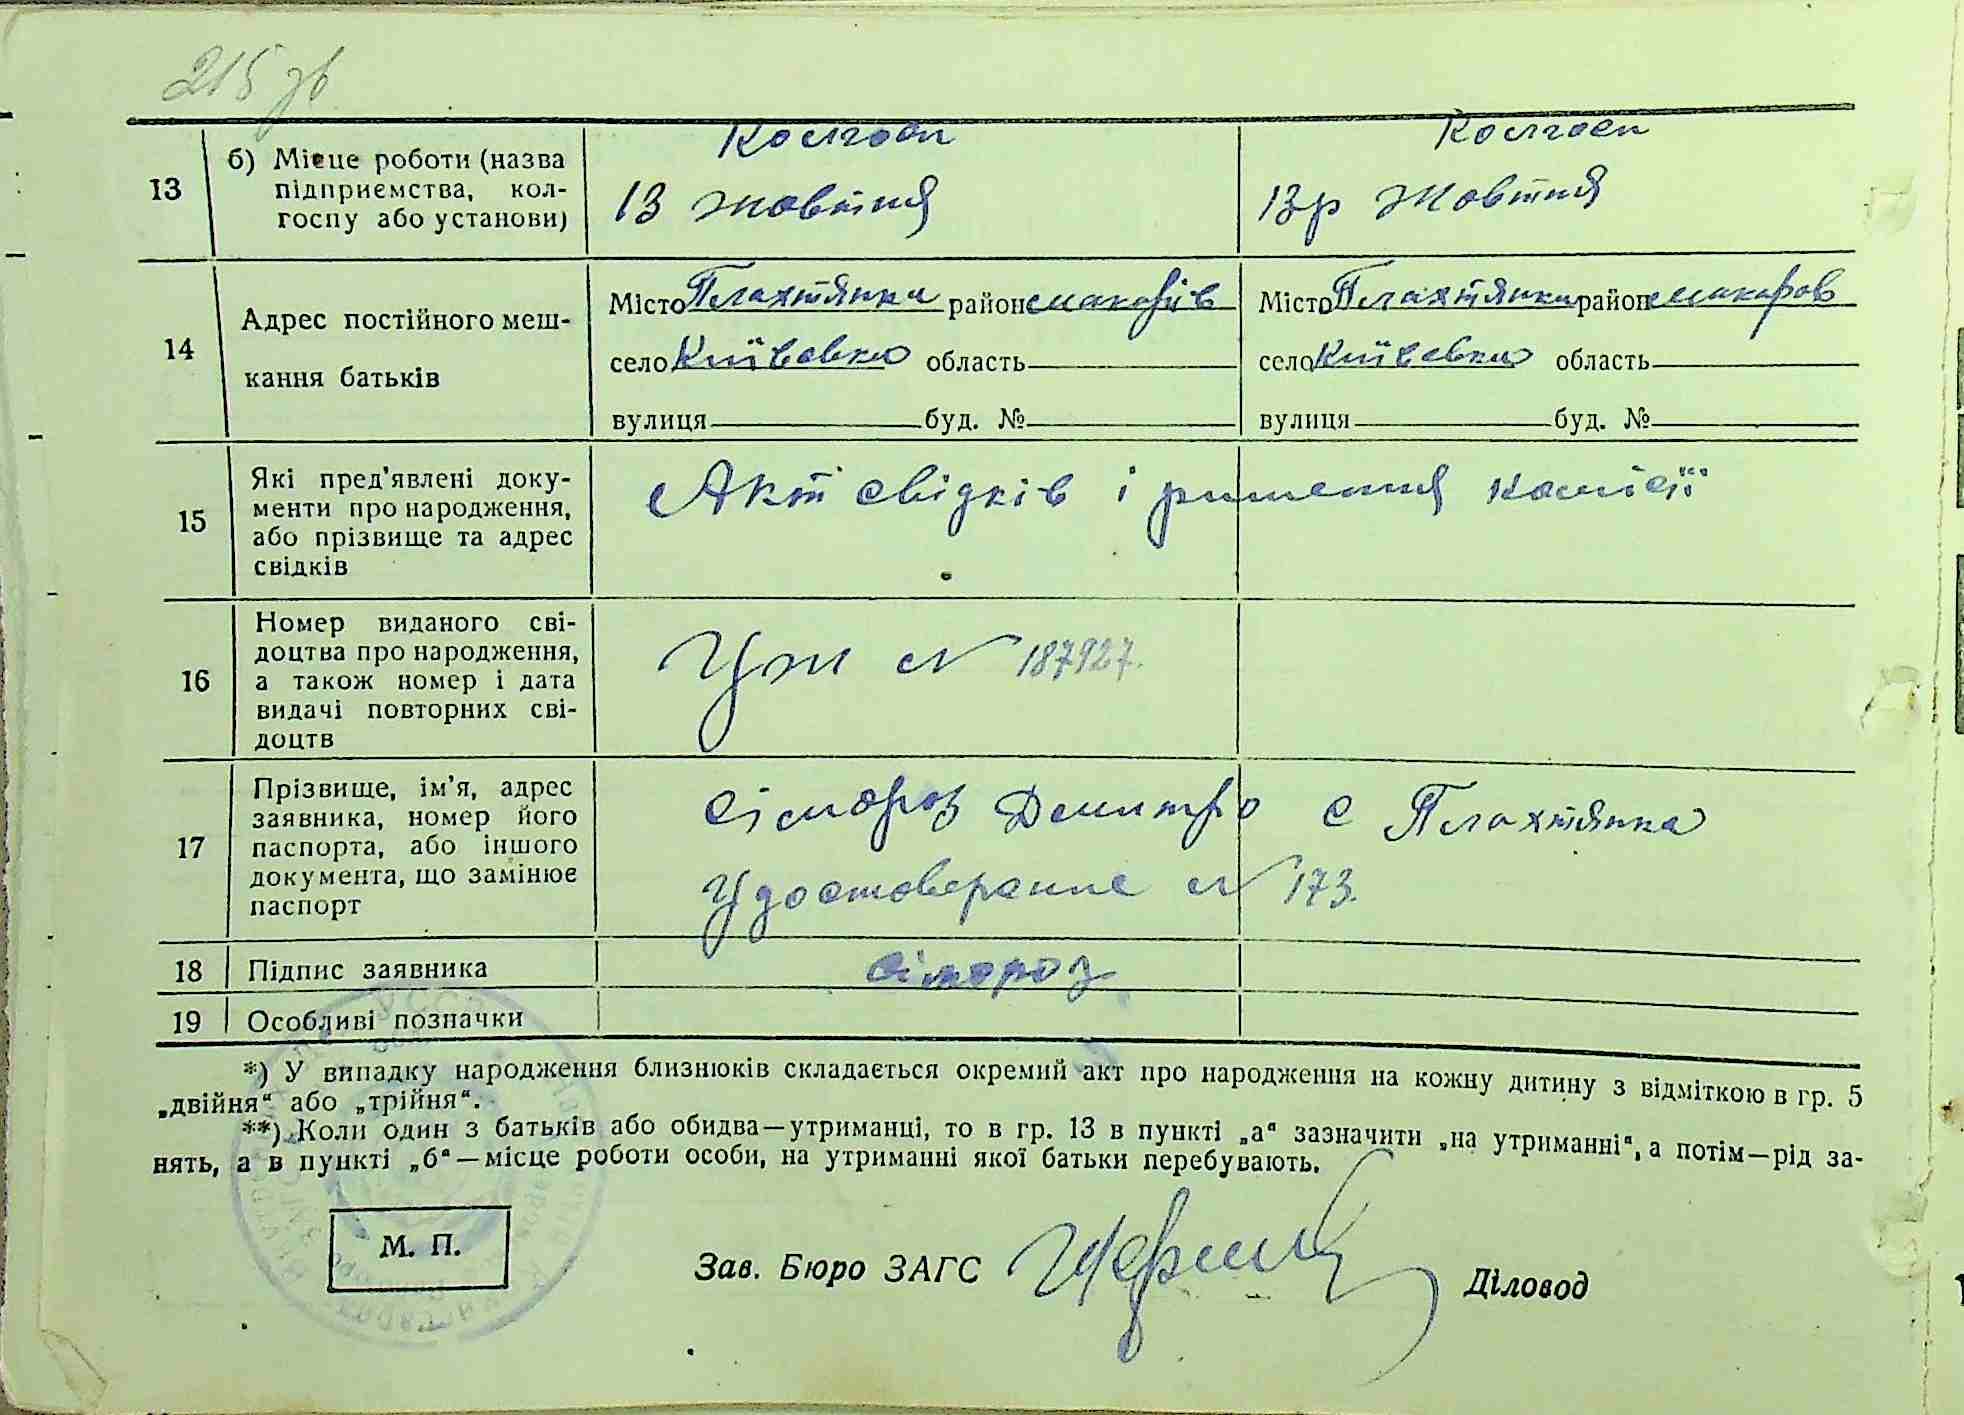 215 зв
13
б) Місце роботи (назва
підприємства, кол-
госпу або установи)
Колгосп
13 жовтня
Колгосп
13р Жовтня
14
Адрес постійного меш-
кання батьків
Місто Плахтянка район Макарів
село Київська область
вулиця буд. №
Місто Плахтянка район Макаров
село Київська область
вулиця буд. №
15
Які пред'явлені доку-
менти про народження,
або прізвище та адрес
свідків
Акт свідків і ришення комісії
16
Номер виданого сві-
доцтва про народження,
а також номер і дата
видачі повторних сві-
доцтв
№ 187927.
17
Прізвище, ім'я, адрес
заявника, номер його
паспорта, або іншого
документа, що замінює
паспорт
Сімороз Дмитро с Плахтянка
Удостоверение № 173.
18 Підпис заявника
Сімороз
19 Особливі позначки
*) У випадку народження близнюків складається окремий акт про народження на кожну дитину з відміткою в гр. 5
„двійня“ або „трійня“.
**) Коли один з батьків або обидва—утриманці, то в гр. 13 в пункті „а“ зазначити „на утриманні“, а потім—рід за-
нять, а в пункті „б“—місце роботи особи, на утриманні якої батьки перебувають.
М. П.
Зав. Бюро ЗАГС
Діловод